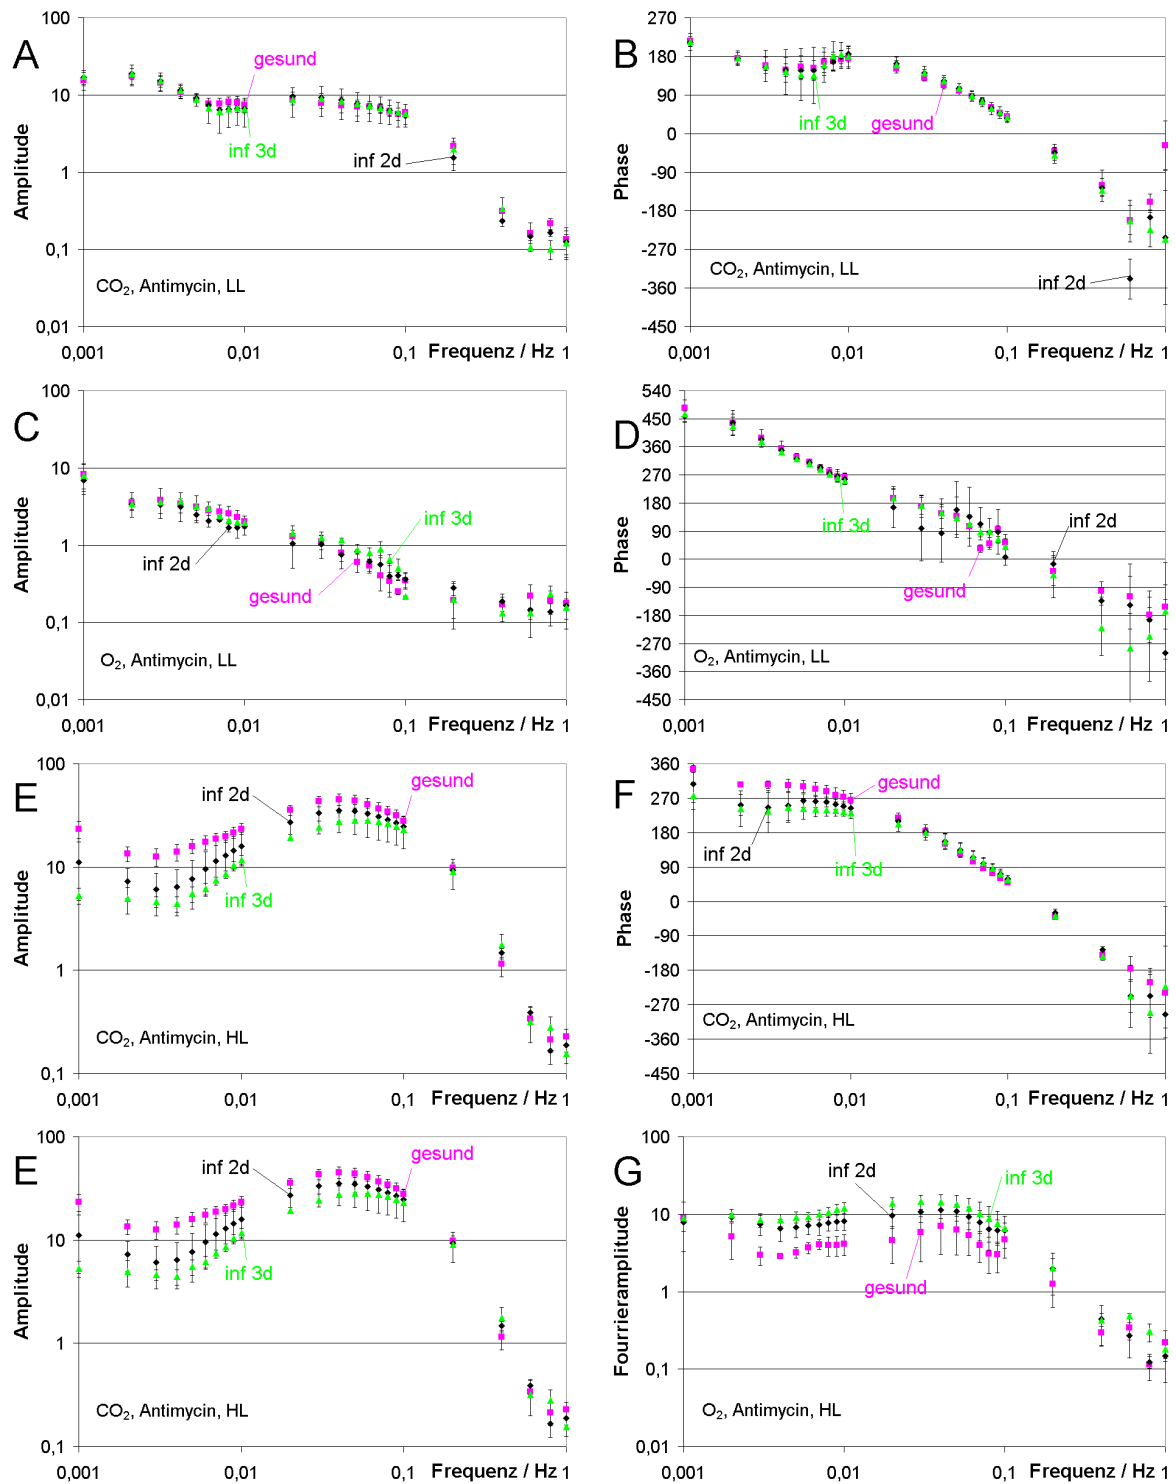 A
Amplitude
100
10
1
0,1
0,01
gesund
inf 3d
inf 2d
CO₂, Antimycin, LL
0,001
0,01
0,1
Frequenz / Hz 1
B
Phase
270
180
90
0
-90
-180
-270
-360
-450
inf 3d
gesund
inf 2d
CO₂, Antimycin, LL
0,001
0,01
0,1
Frequenz / Hz 1
C
Amplitude
100
10
1
0,1
0,01
inf 3d
inf 2d
gesund
O₂, Antimycin, LL
0,001
0,01
0,1
Frequenz / Hz 1
D
Phase
540
450
360
270
180
90
0
-90
-180
-270
-360
-450
inf 3d
inf 2d
gesund
O₂, Antimycin, LL
0,001
0,01
0,1
Frequenz / Hz 1
E
Amplitude
100
10
1
0,1
inf 2d
gesund
inf 3d
CO₂, Antimycin, HL
0,001
0,01
0,1
Frequenz / Hz 1
F
Phase
360
270
180
90
0
-90
-180
-270
-360
-450
gesund
inf 2d
inf 3d
CO₂, Antimycin, HL
0,001
0,01
0,1
Frequenz / Hz 1
E
Amplitude
100
10
1
0,1
inf 2d
gesund
inf 3d
CO₂, Antimycin, HL
0,001
0,01
0,1
Frequenz / Hz 1
G
Fourrieramplitude
100
10
1
0,1
0,01
inf 2d
inf 3d
gesund
O₂, Antimycin, HL
0,001
0,01
0,1
Frequenz / Hz 1